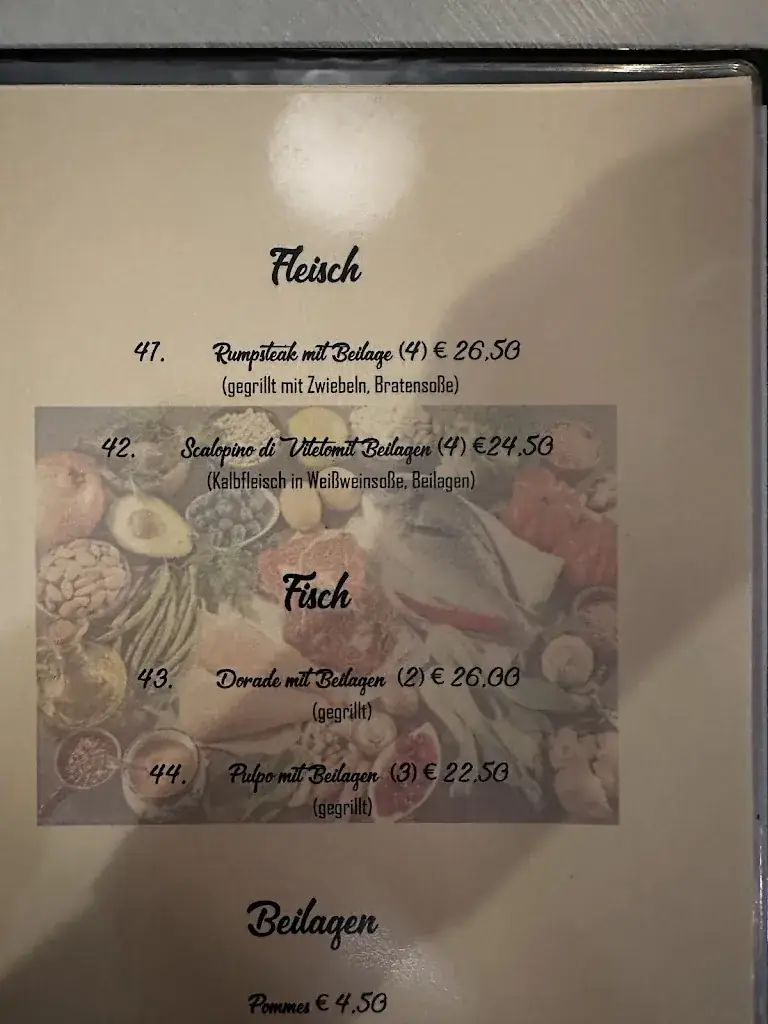 Fleisch
47. Rumpsteak mit Beilage (4) € 26,50
(gegrillt mit Zwiebeln, Bratensoße)
42. Scalopino di Vitelomit Beilagen (4) €24,50
(Kalbfleisch in Weißweinsoße, Beilagen)
Fisch
43. Dorade mit Beilagen (2) € 26,00
(gegrillt)
44. Pulpo mit Beilagen (3) € 22,50
(gegrillt)
Beilagen
Pommes € 4,50